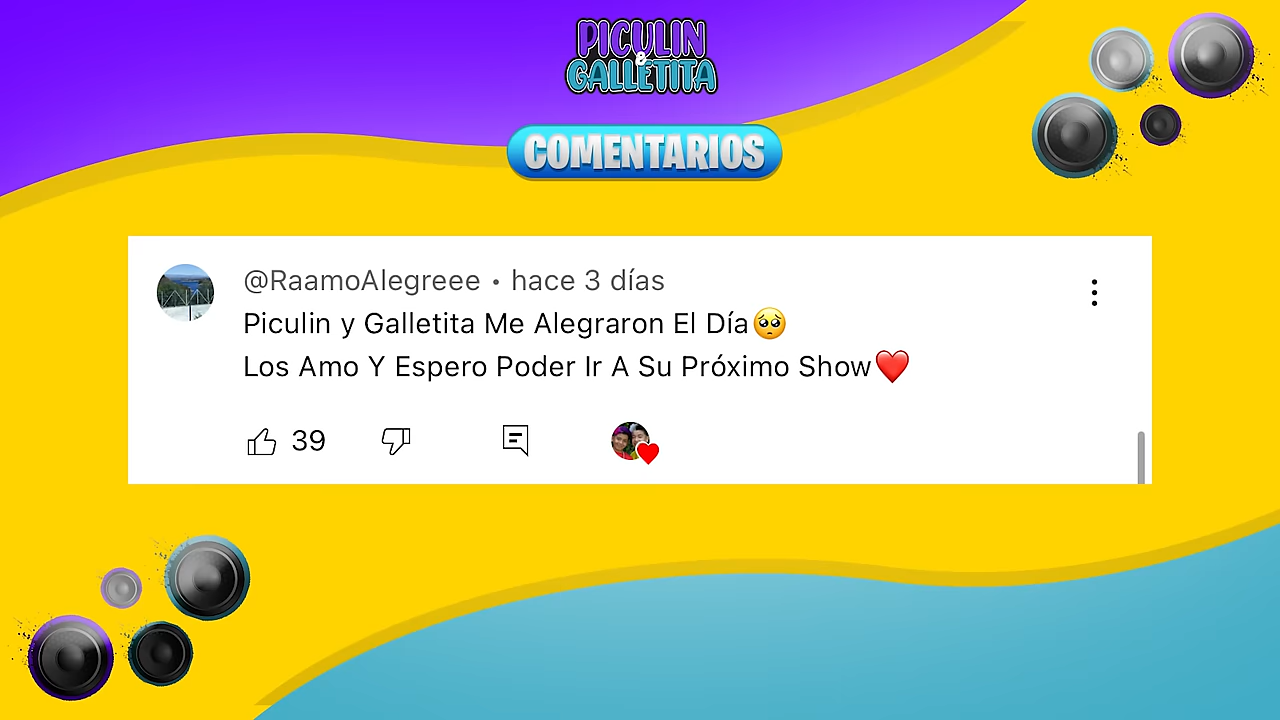 PICULIN
&
GALLETITA
COMENTARIOS
@RaamoAlegreee • hace 3 días
Piculin y Galletita Me Alegraron El Día🥺
Los Amo Y Espero Poder Ir A Su Próximo Show❤️
39